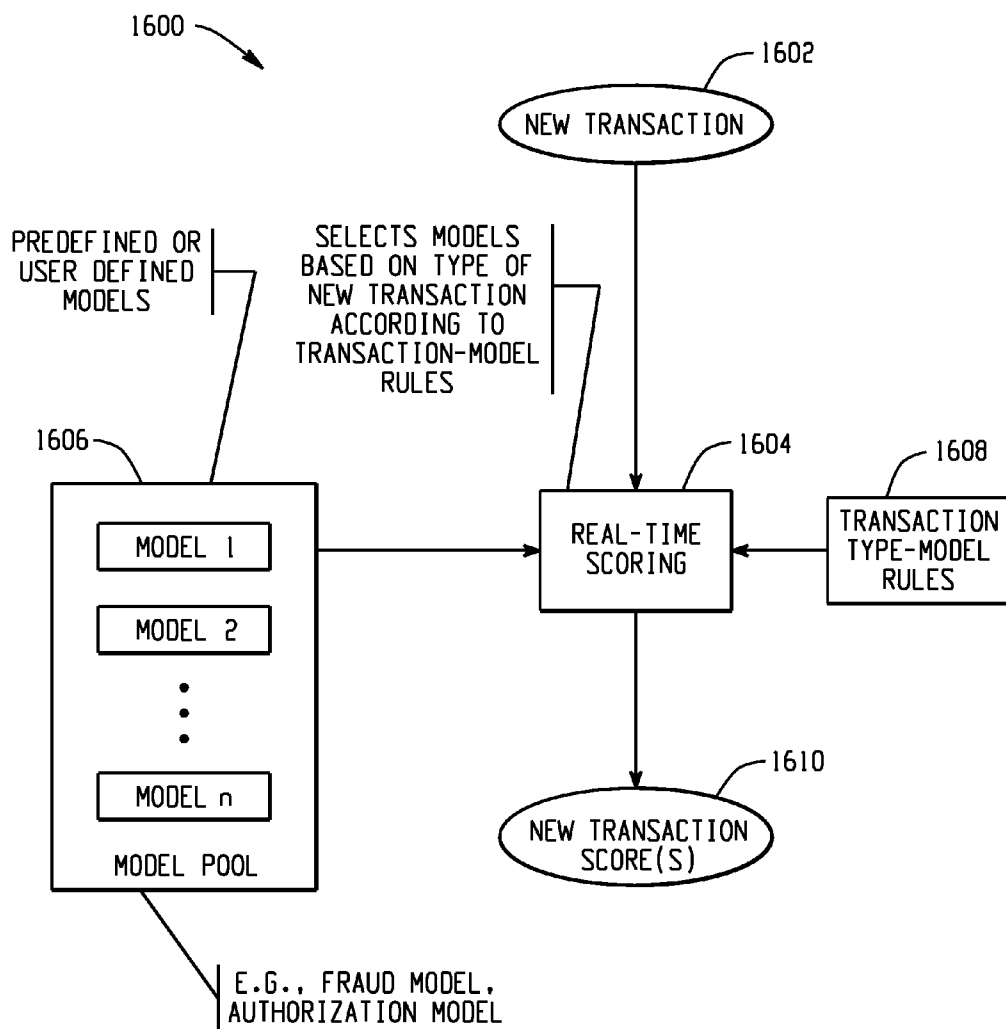 1600
1602
NEW TRANSACTION
PREDEFINED OR
USER DEFINED
MODELS
SELECTS MODELS
BASED ON TYPE OF
NEW TRANSACTION
ACCORDING TO
TRANSACTION-MODEL
RULES
1606
1604
1608
MODEL 1
MODEL 2
MODEL n
MODEL POOL
REAL-TIME
SCORING
TRANSACTION
TYPE-MODEL
RULES
1610
NEW TRANSACTION
SCORE(S)
E.G., FRAUD MODEL,
AUTHORIZATION MODEL